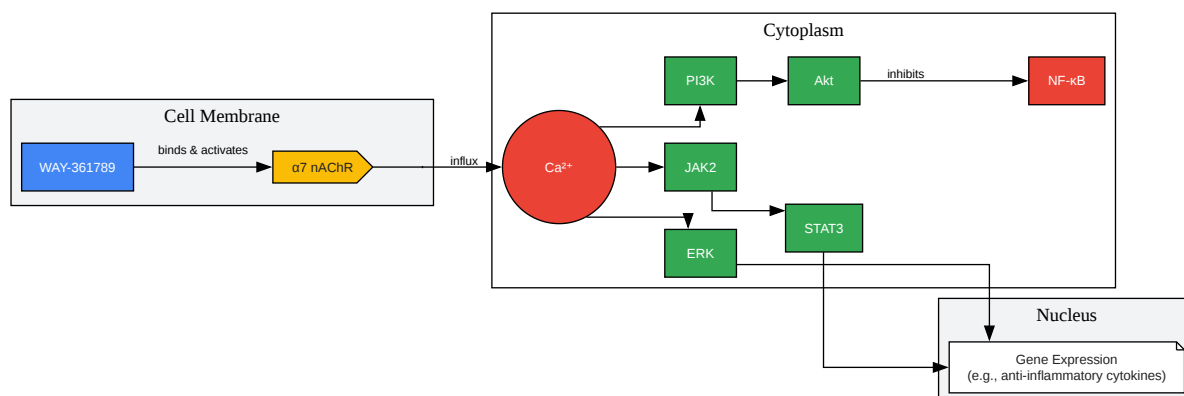 Cytoplasm
PI3K
Akt
inhibits
NF-κB
Cell Membrane
WAY-361789
binds & activates
α7 nAChR
influx
Ca²⁺
JAK2
STAT3
ERK
Nucleus
Gene Expression
(e.g., anti-inflammatory cytokines)